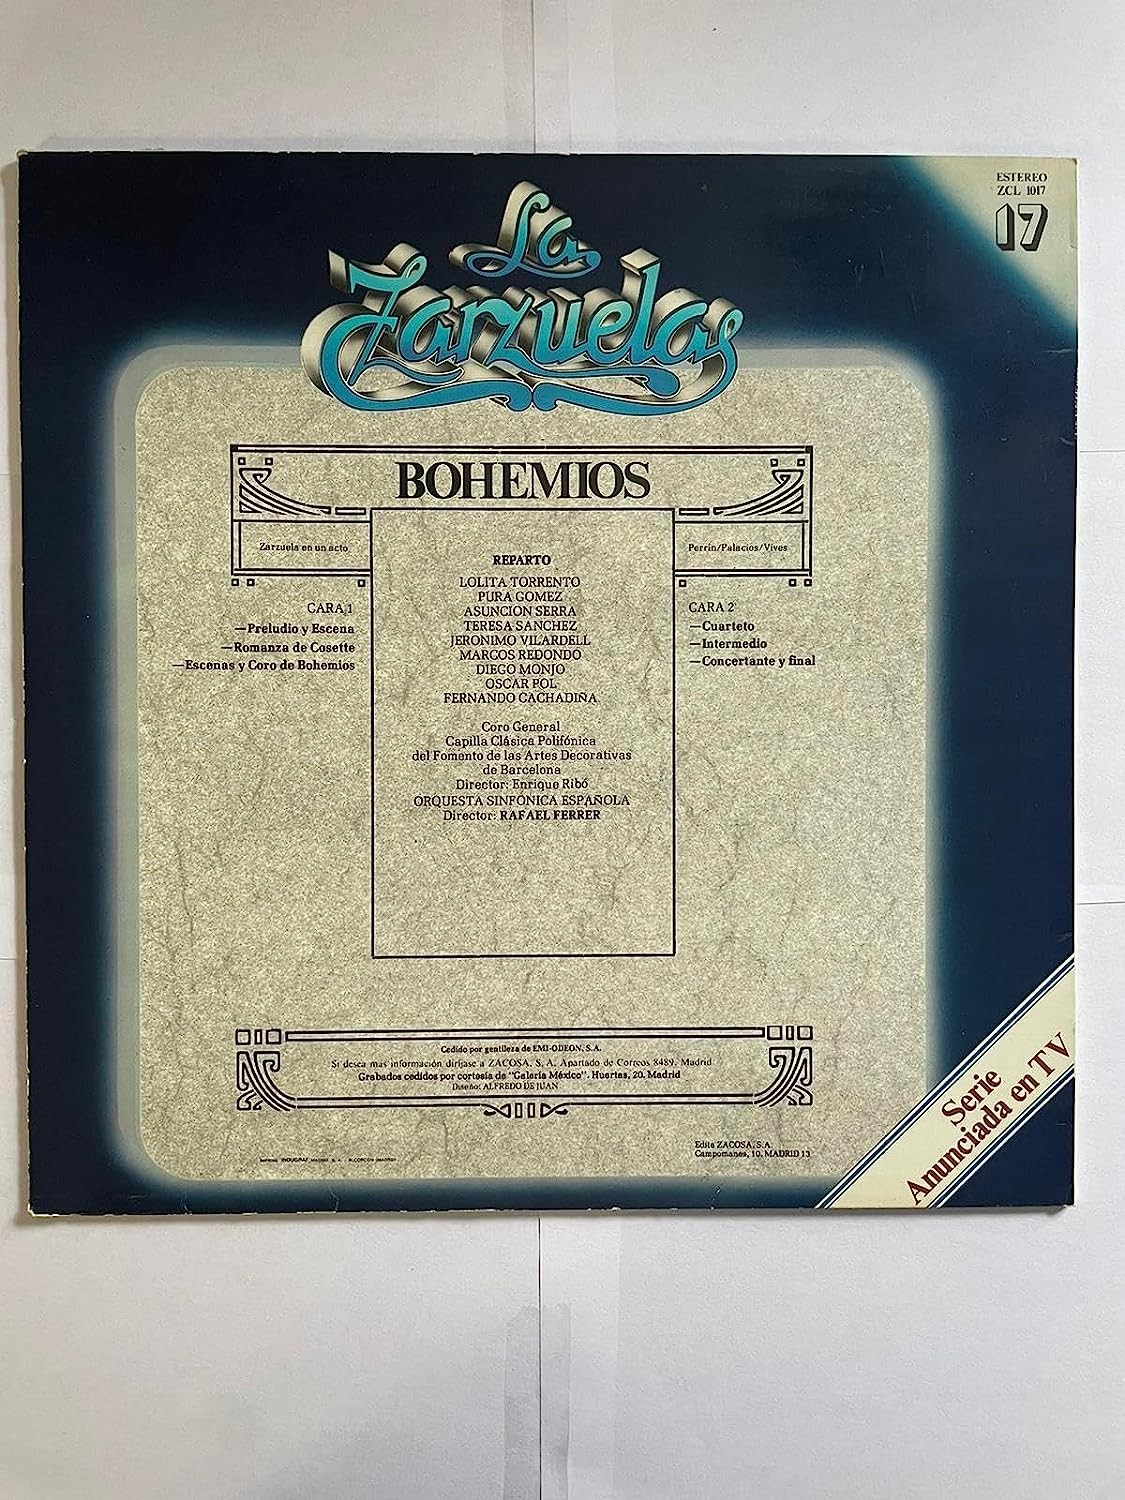 ESTEREO
ZCL 1017
17
La
Zarzuela
BOHEMIOS
Zarzuela en un acto
Perrín/Palacios/Vives
CARA 1
—Preludio y Escena
—Romanza de Cosette
—Escenas y Coro de Bohemios
REPARTO
LOLITA TORRENTO
PURA GOMEZ
ASUNCION SERRA
TERESA SANCHEZ
JERONIMO VILARDELL
MARCOS REDONDO
DIEGO MONJO
OSCAR POL
FERNANDO CACHADIÑA
Coro General
Capilla Clásica Polifónica
del Fomento de las Artes Decorativas
de Barcelona
Director: Enrique Ribó
ORQUESTA SINFONICA ESPAÑOLA
Director: RAFAEL FERRER
CARA 2
—Cuarteto
—Intermedio
—Concertante y final
Cedido por gentileza de EMI-ODEON, S.A.
Si desea mas información diríjase a ZACOSA, S. A. Apartado de Correos 8489. Madrid
Grabados cedidos por cortesía de "Galería México". Huertas, 20. Madrid
Diseño: ALFREDO DE JUAN
Edita ZACOSA, S.A.
Campomanes, 10. MADRID 13
Serie
Anunciada en TV